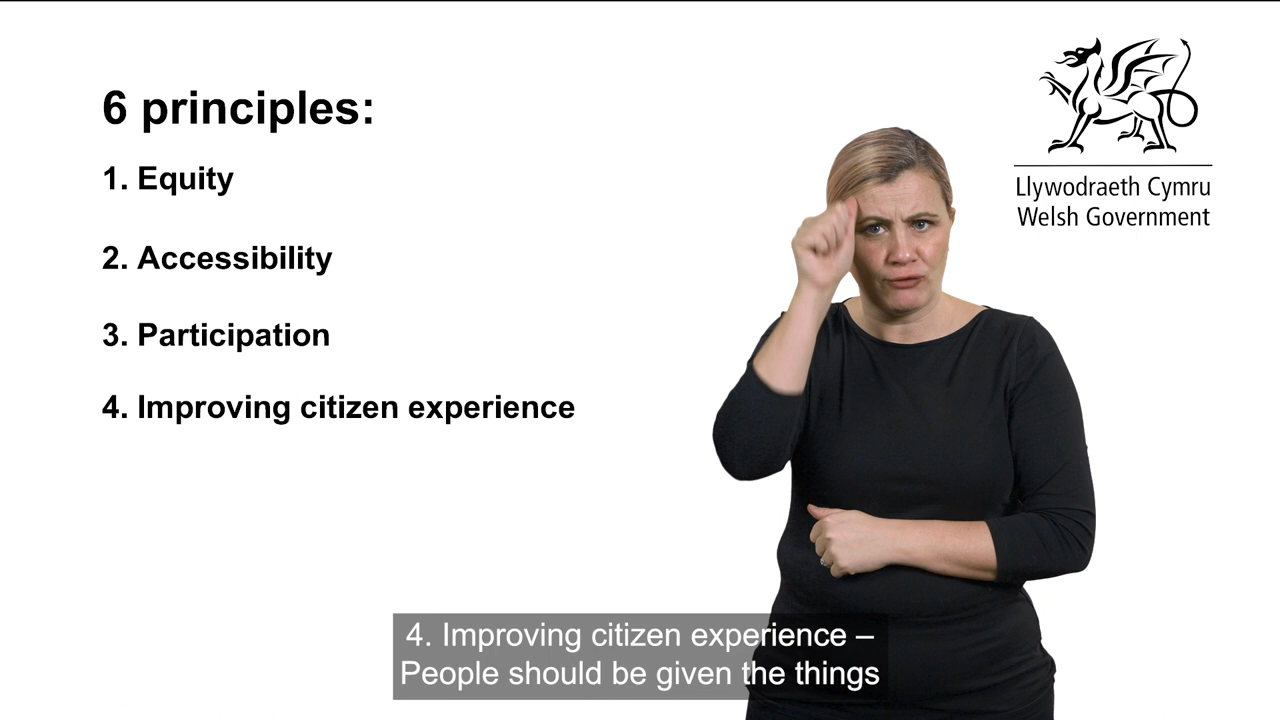 6 principles:
1. Equity
2. Accessibility
3. Participation
4. Improving citizen experience
Llywodraeth Cymru
Welsh Government
4. Improving citizen experience –
People should be given the things